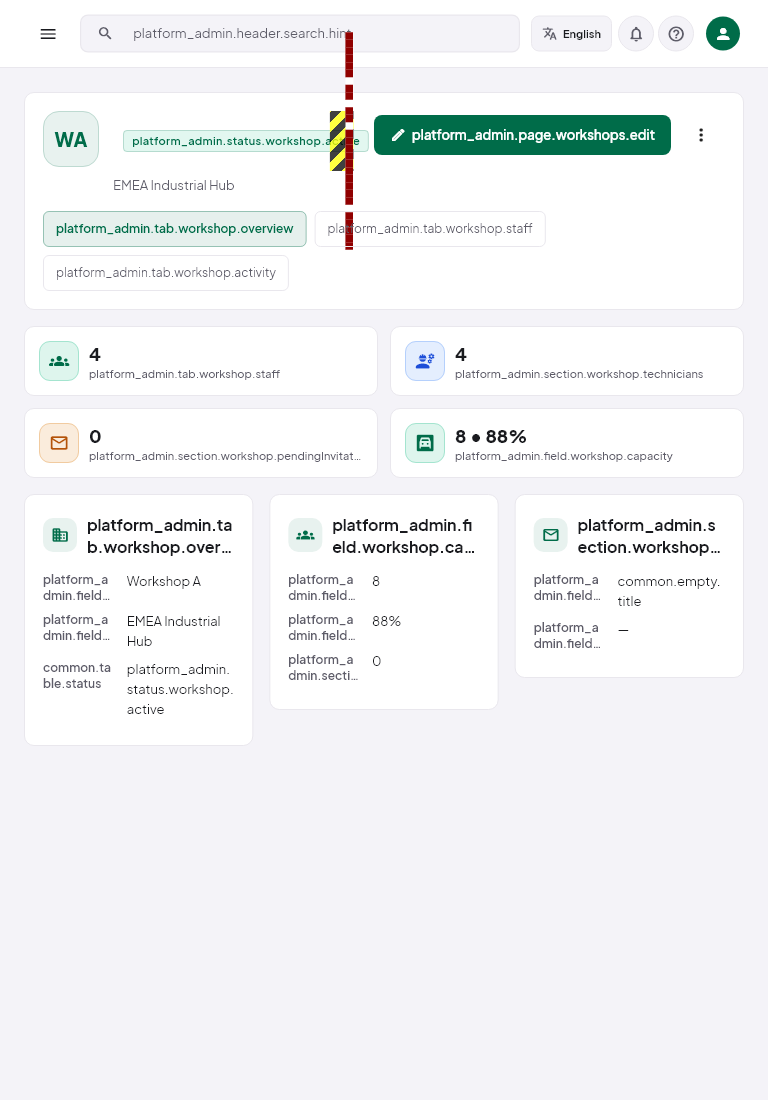 platform_admin.header.search.hint
English
WA
platform_admin.page.workshops.edit
EMEA Industrial Hub
platform_admin.tab.workshop.overview
platform_admin.tab.workshop.staff
platform_admin.tab.workshop.activity
4
platform_admin.tab.workshop.staff
4
platform_admin.section.workshop.technicians
0
platform_admin.section.workshop.pendingInvitat…
8 • 88%
platform_admin.field.workshop.capacity
platform_admin.ta
b.workshop.over…
platform_a
dmin.field…
Workshop A
platform_a
dmin.field…
EMEA Industrial
Hub
common.ta
ble.status
platform_admin.
status.workshop.
active
platform_admin.fi
eld.workshop.ca…
platform_a
dmin.field…
8
platform_a
dmin.field…
88%
platform_a
dmin.secti…
0
platform_admin.s
ection.workshop…
platform_a
dmin.field…
common.empty.
title
platform_a
dmin.field…
—